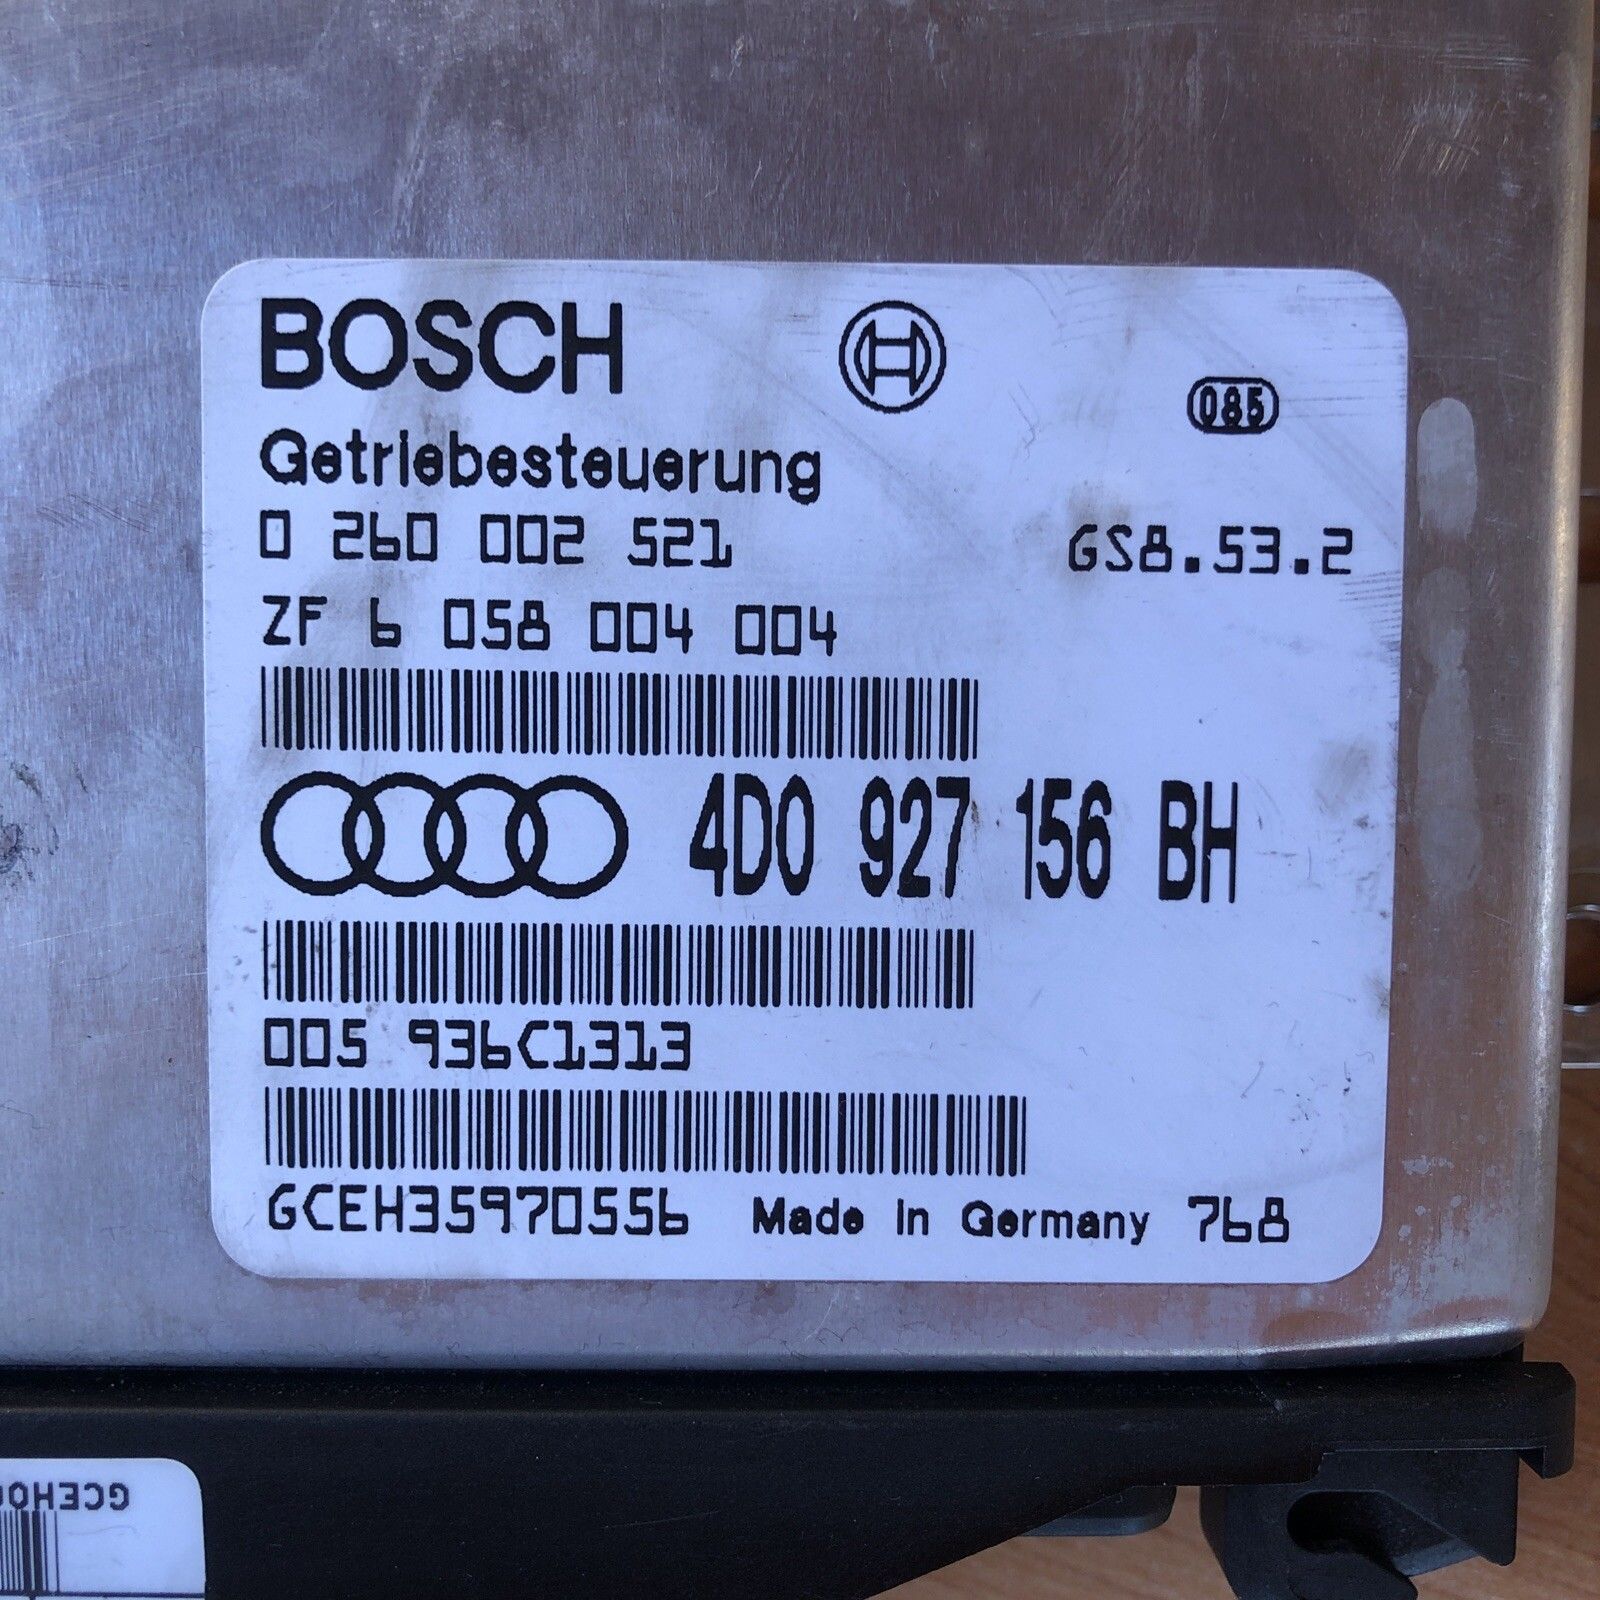 BOSCH
085
Getriebesteuerung
0 260 002 521 GS8.53.2
ZF 6 058 004 004
4D0 927 156 BH
005 936C1313
GCEH35970556 Made in Germany 768